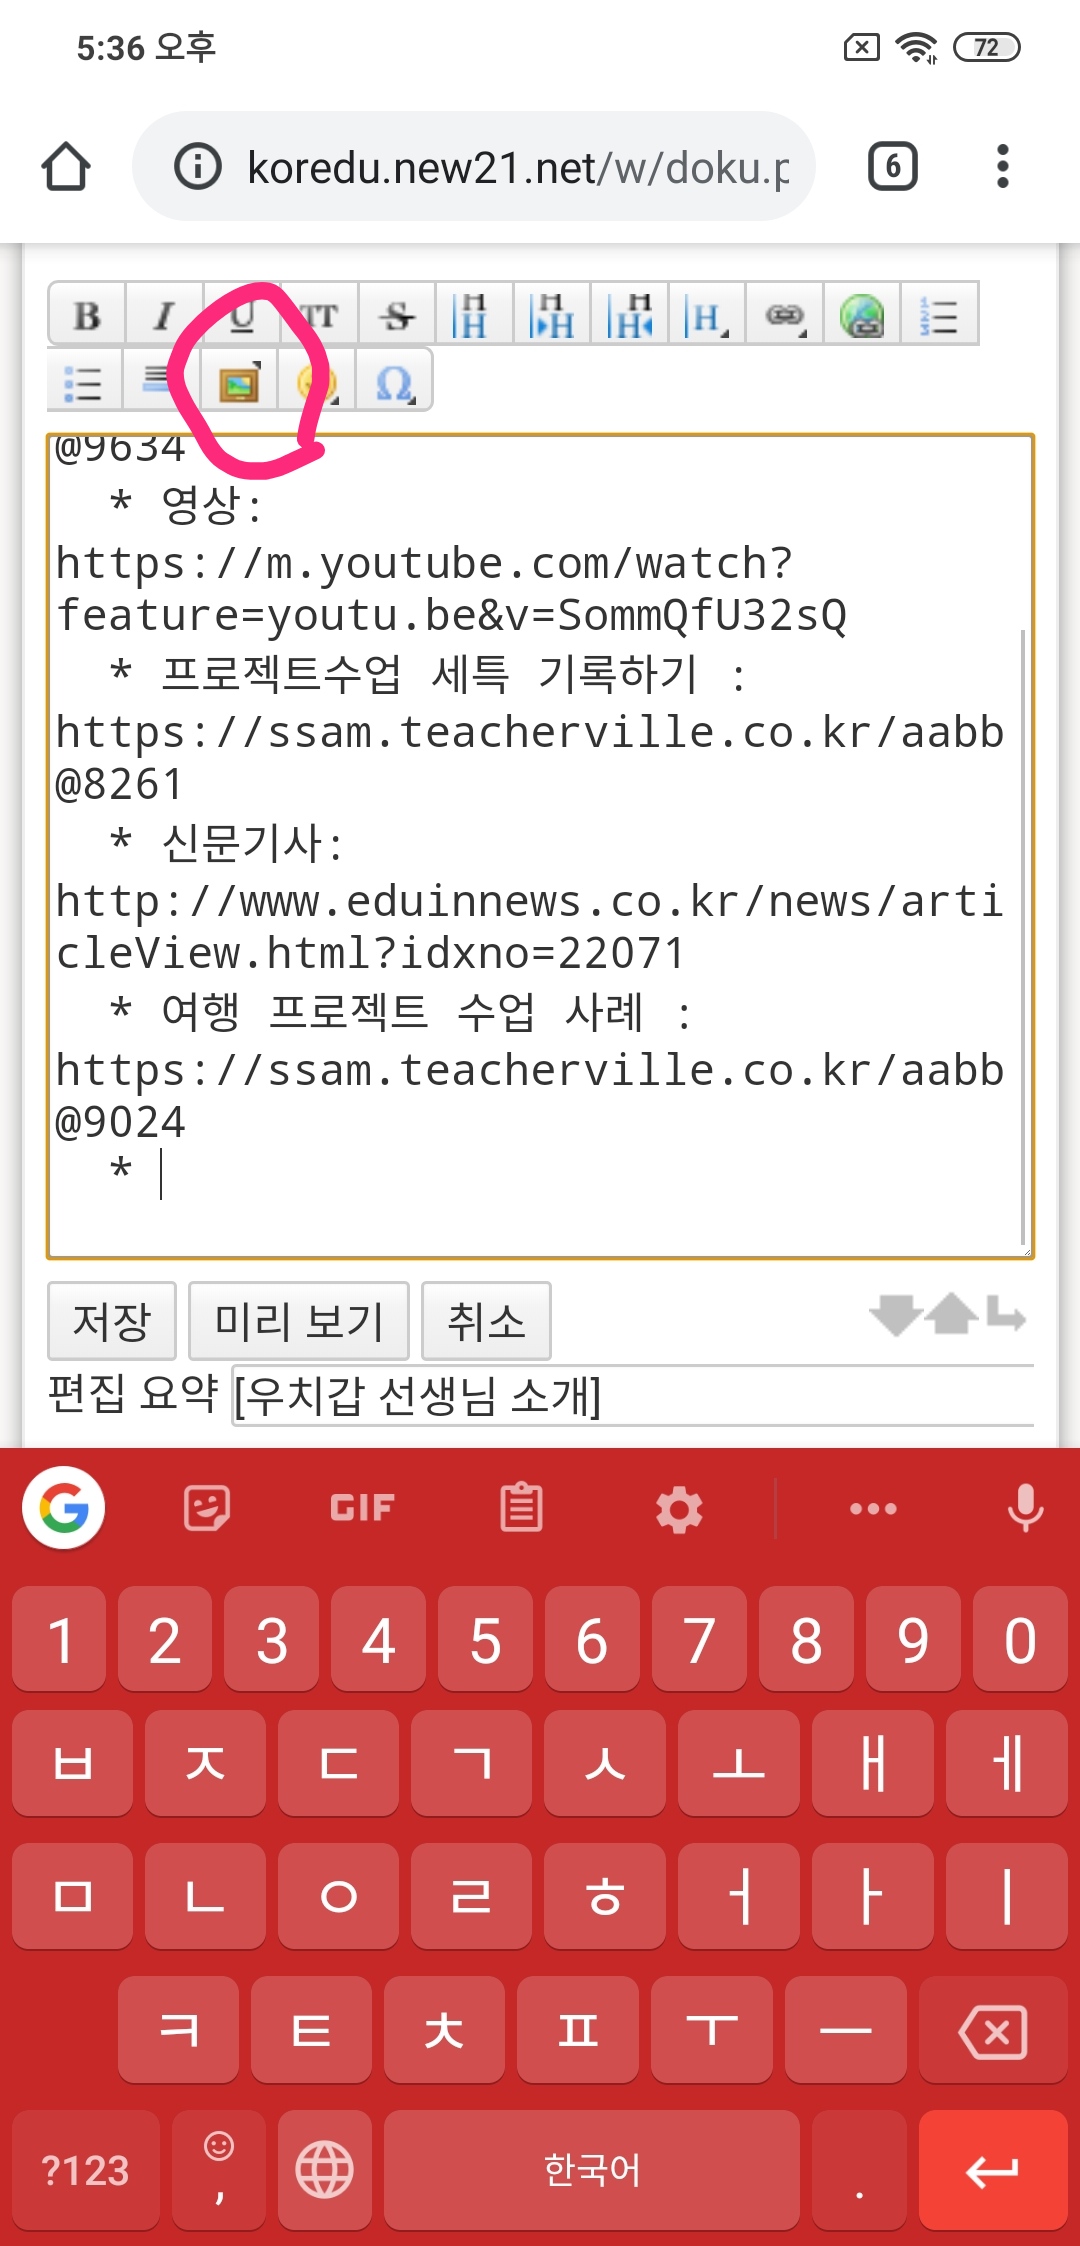 5:36 오후
72
koredu.new21.net/w/doku.p
6
B I U TT S H H H H H H H
Ω
@9634
* 영상:
https://m.youtube.com/watch?
feature=youtu.be&v=SommQfU32sQ
* 프로젝트수업 세특 기록하기 :
https://ssam.teacherville.co.kr/aabb
@8261
* 신문기사:
http://www.eduinnews.co.kr/news/arti
cleView.html?idxno=22071
* 여행 프로젝트 수업 사례 :
https://ssam.teacherville.co.kr/aabb
@9024
*
저장 미리 보기 취소
편집 요약 [우치갑 선생님 소개]
G GIF
1 2 3 4 5 6 7 8 9 0
ㅂ ㅈ ㄷ ㄱ ㅅ ㅗ ㅐ ㅔ
ㅁ ㄴ ㅇ ㄹ ㅎ ㅓ ㅏ ㅣ
ㅋ ㅌ ㅊ ㅍ ㅜ ㅡ
?123 , 한국어 .